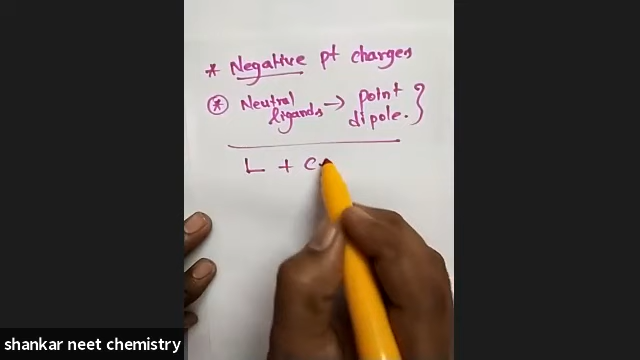 * Negative pt charges
* Neutral ligands → point dipole. }
L + C
shankar neet chemistry